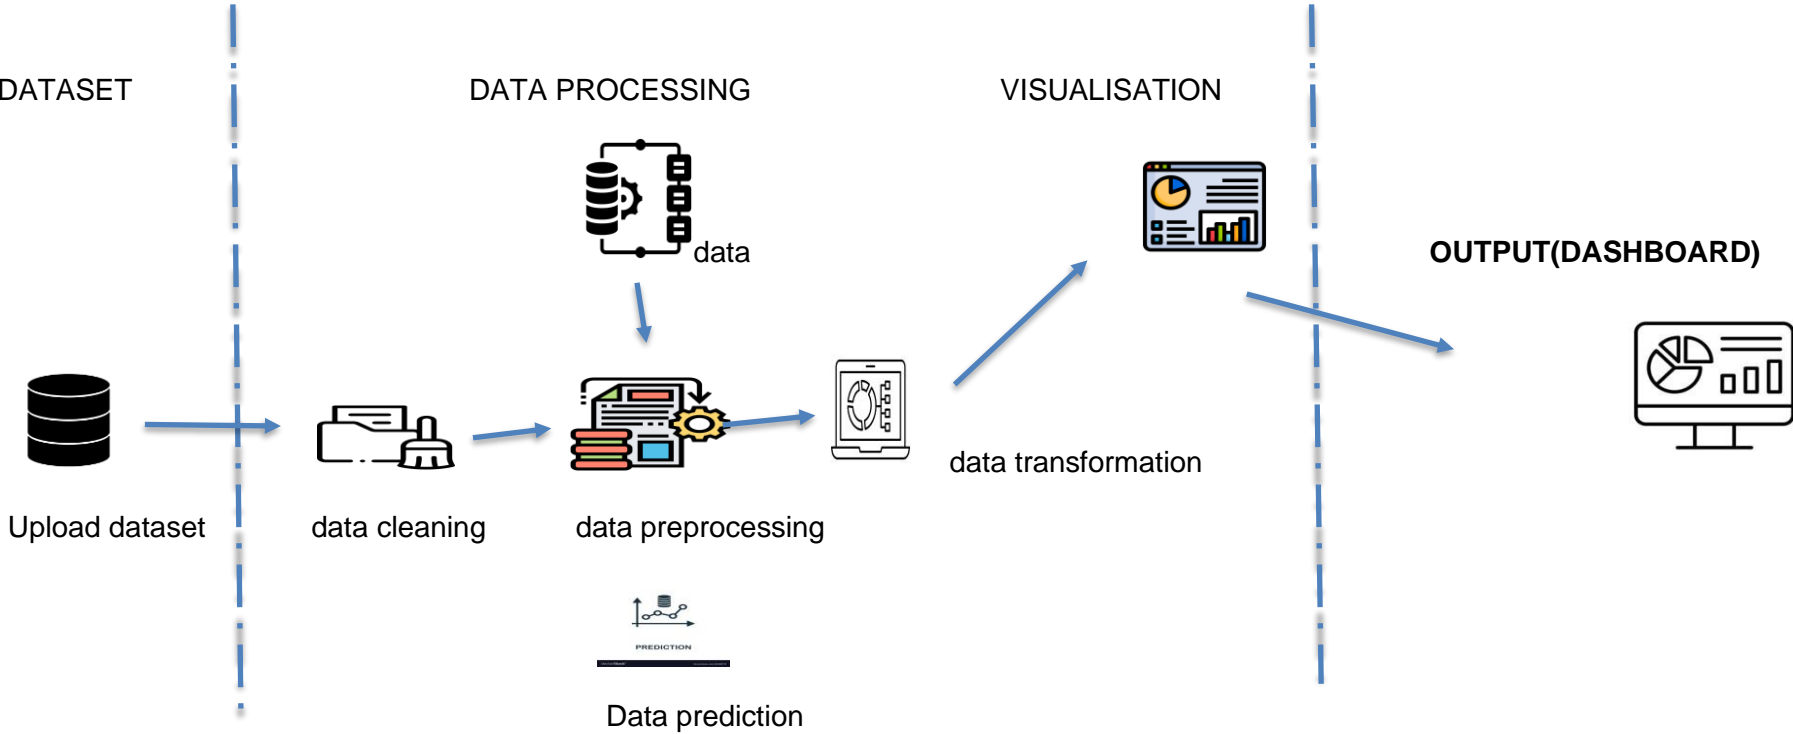 DATASET
DATA PROCESSING
VISUALISATION
data
OUTPUT(DASHBOARD)
data transformation
Upload dataset
data cleaning
data preprocessing
PREDICTION
Data prediction